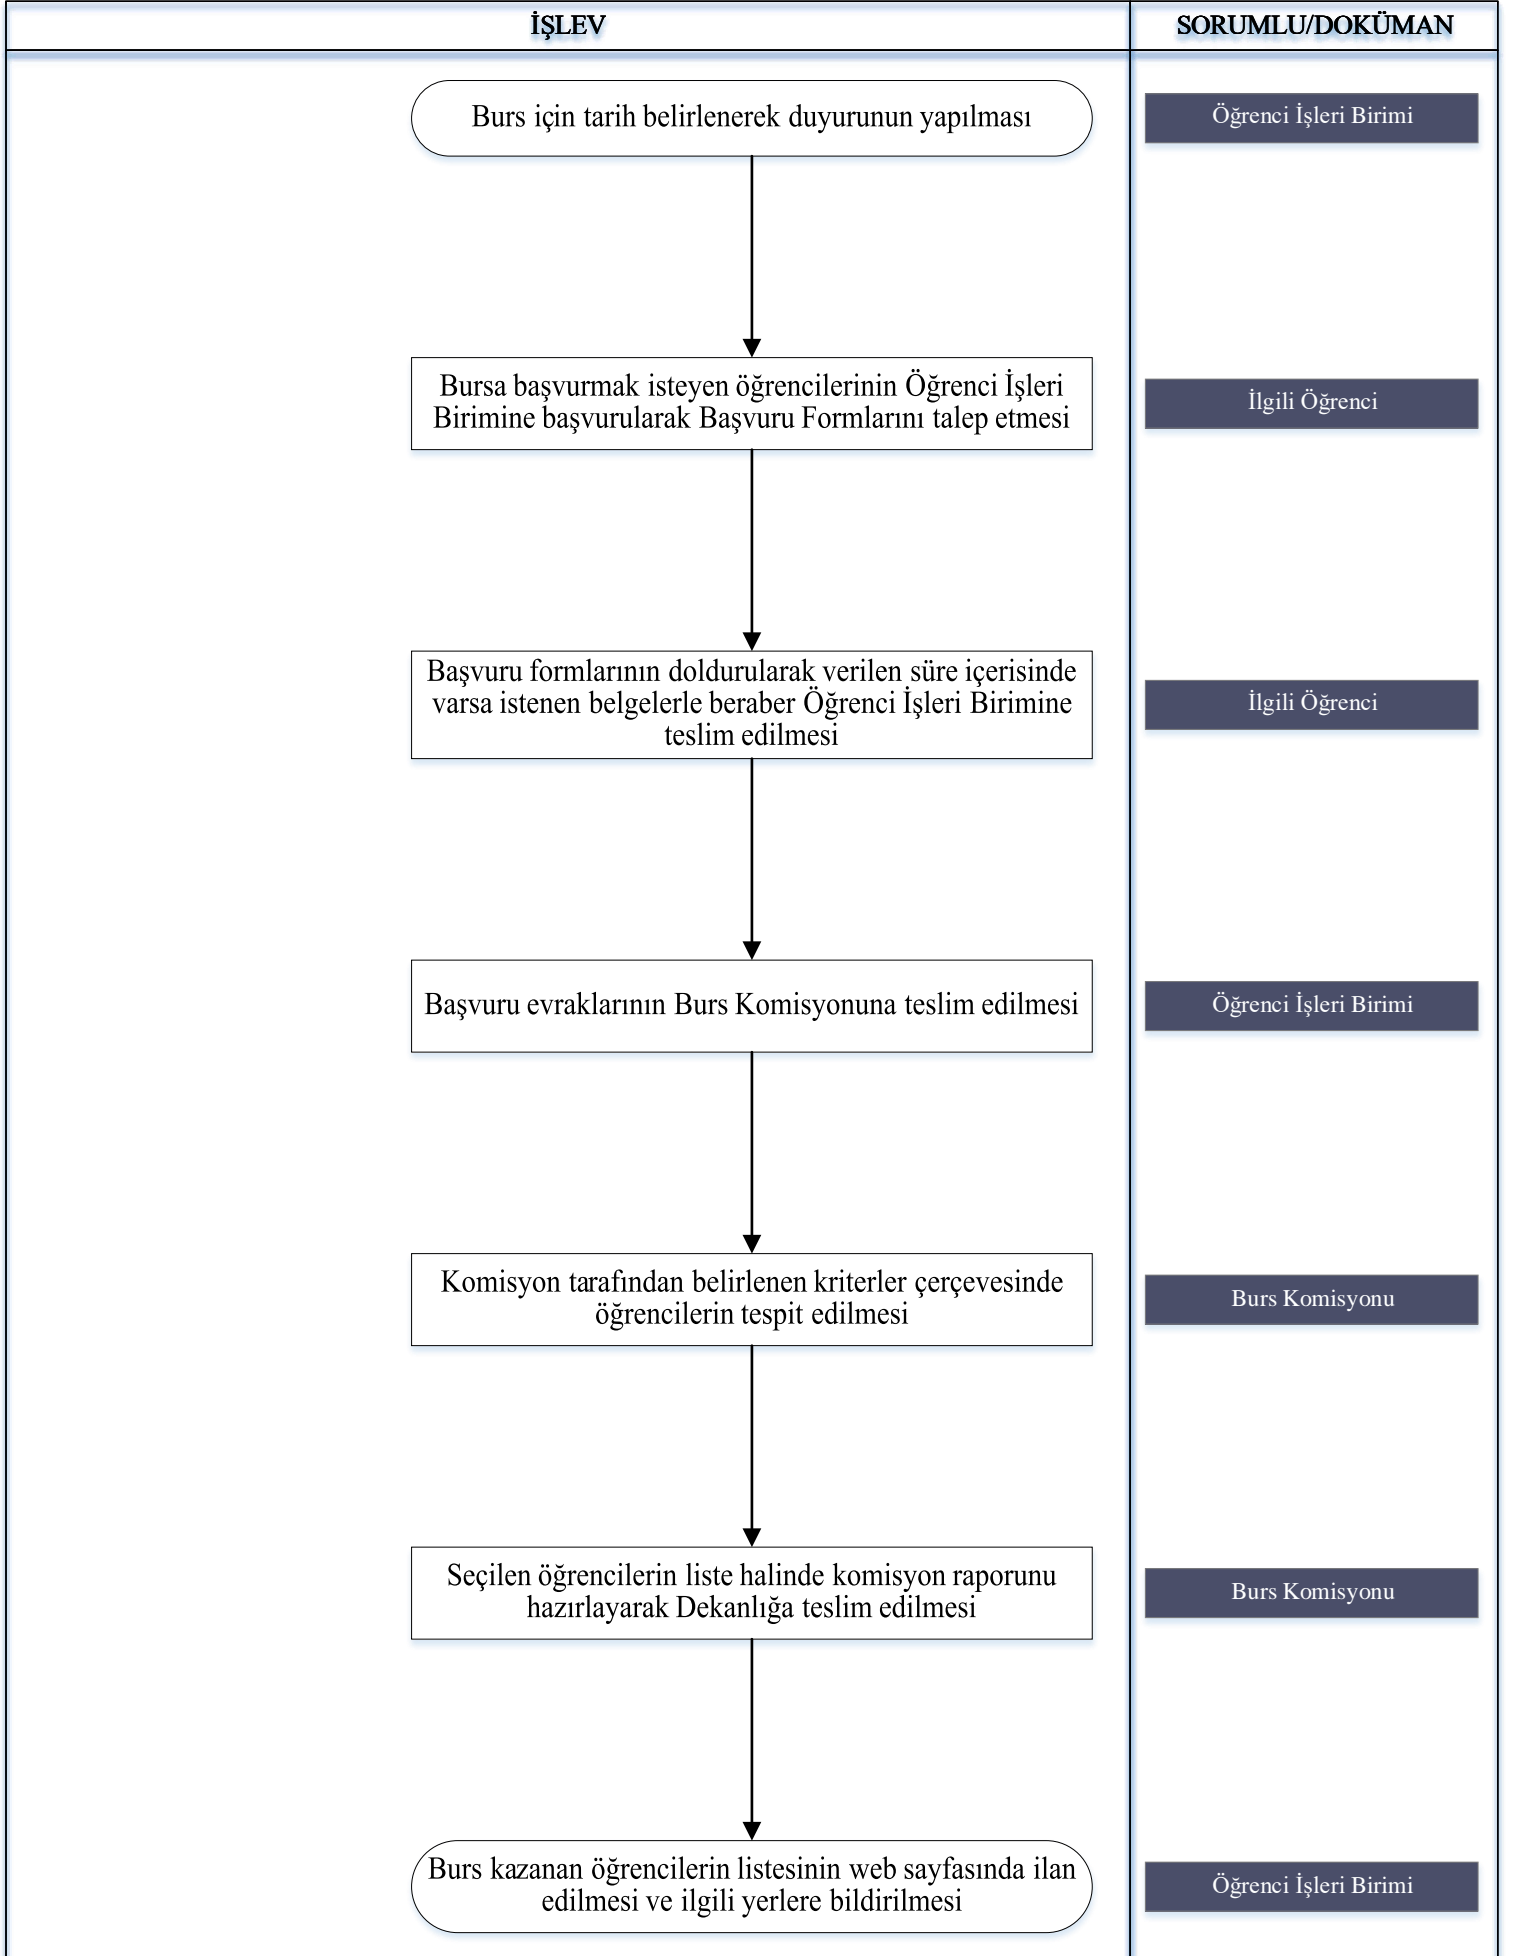 İŞLEV
SORUMLU/DOKÜMAN
Burs için tarih belirlenerek duyurunun yapılması
Öğrenci İşleri Birimi
Bursa başvurmak isteyen öğrencilerinin Öğrenci İşleri
Birimine başvurularak Başvuru Formlarını talep etmesi
İlgili Öğrenci
Başvuru formlarının doldurularak verilen süre içerisinde
varsa istenen belgelerle beraber Öğrenci İşleri Birimine
teslim edilmesi
İlgili Öğrenci
Başvuru evraklarının Burs Komisyonuna teslim edilmesi
Öğrenci İşleri Birimi
Komisyon tarafından belirlenen kriterler çerçevesinde
öğrencilerin tespit edilmesi
Burs Komisyonu
Seçilen öğrencilerin liste halinde komisyon raporunu
hazırlayarak Dekanlığa teslim edilmesi
Burs Komisyonu
Burs kazanan öğrencilerin listesinin web sayfasında ilan
edilmesi ve ilgili yerlere bildirilmesi
Öğrenci İşleri Birimi